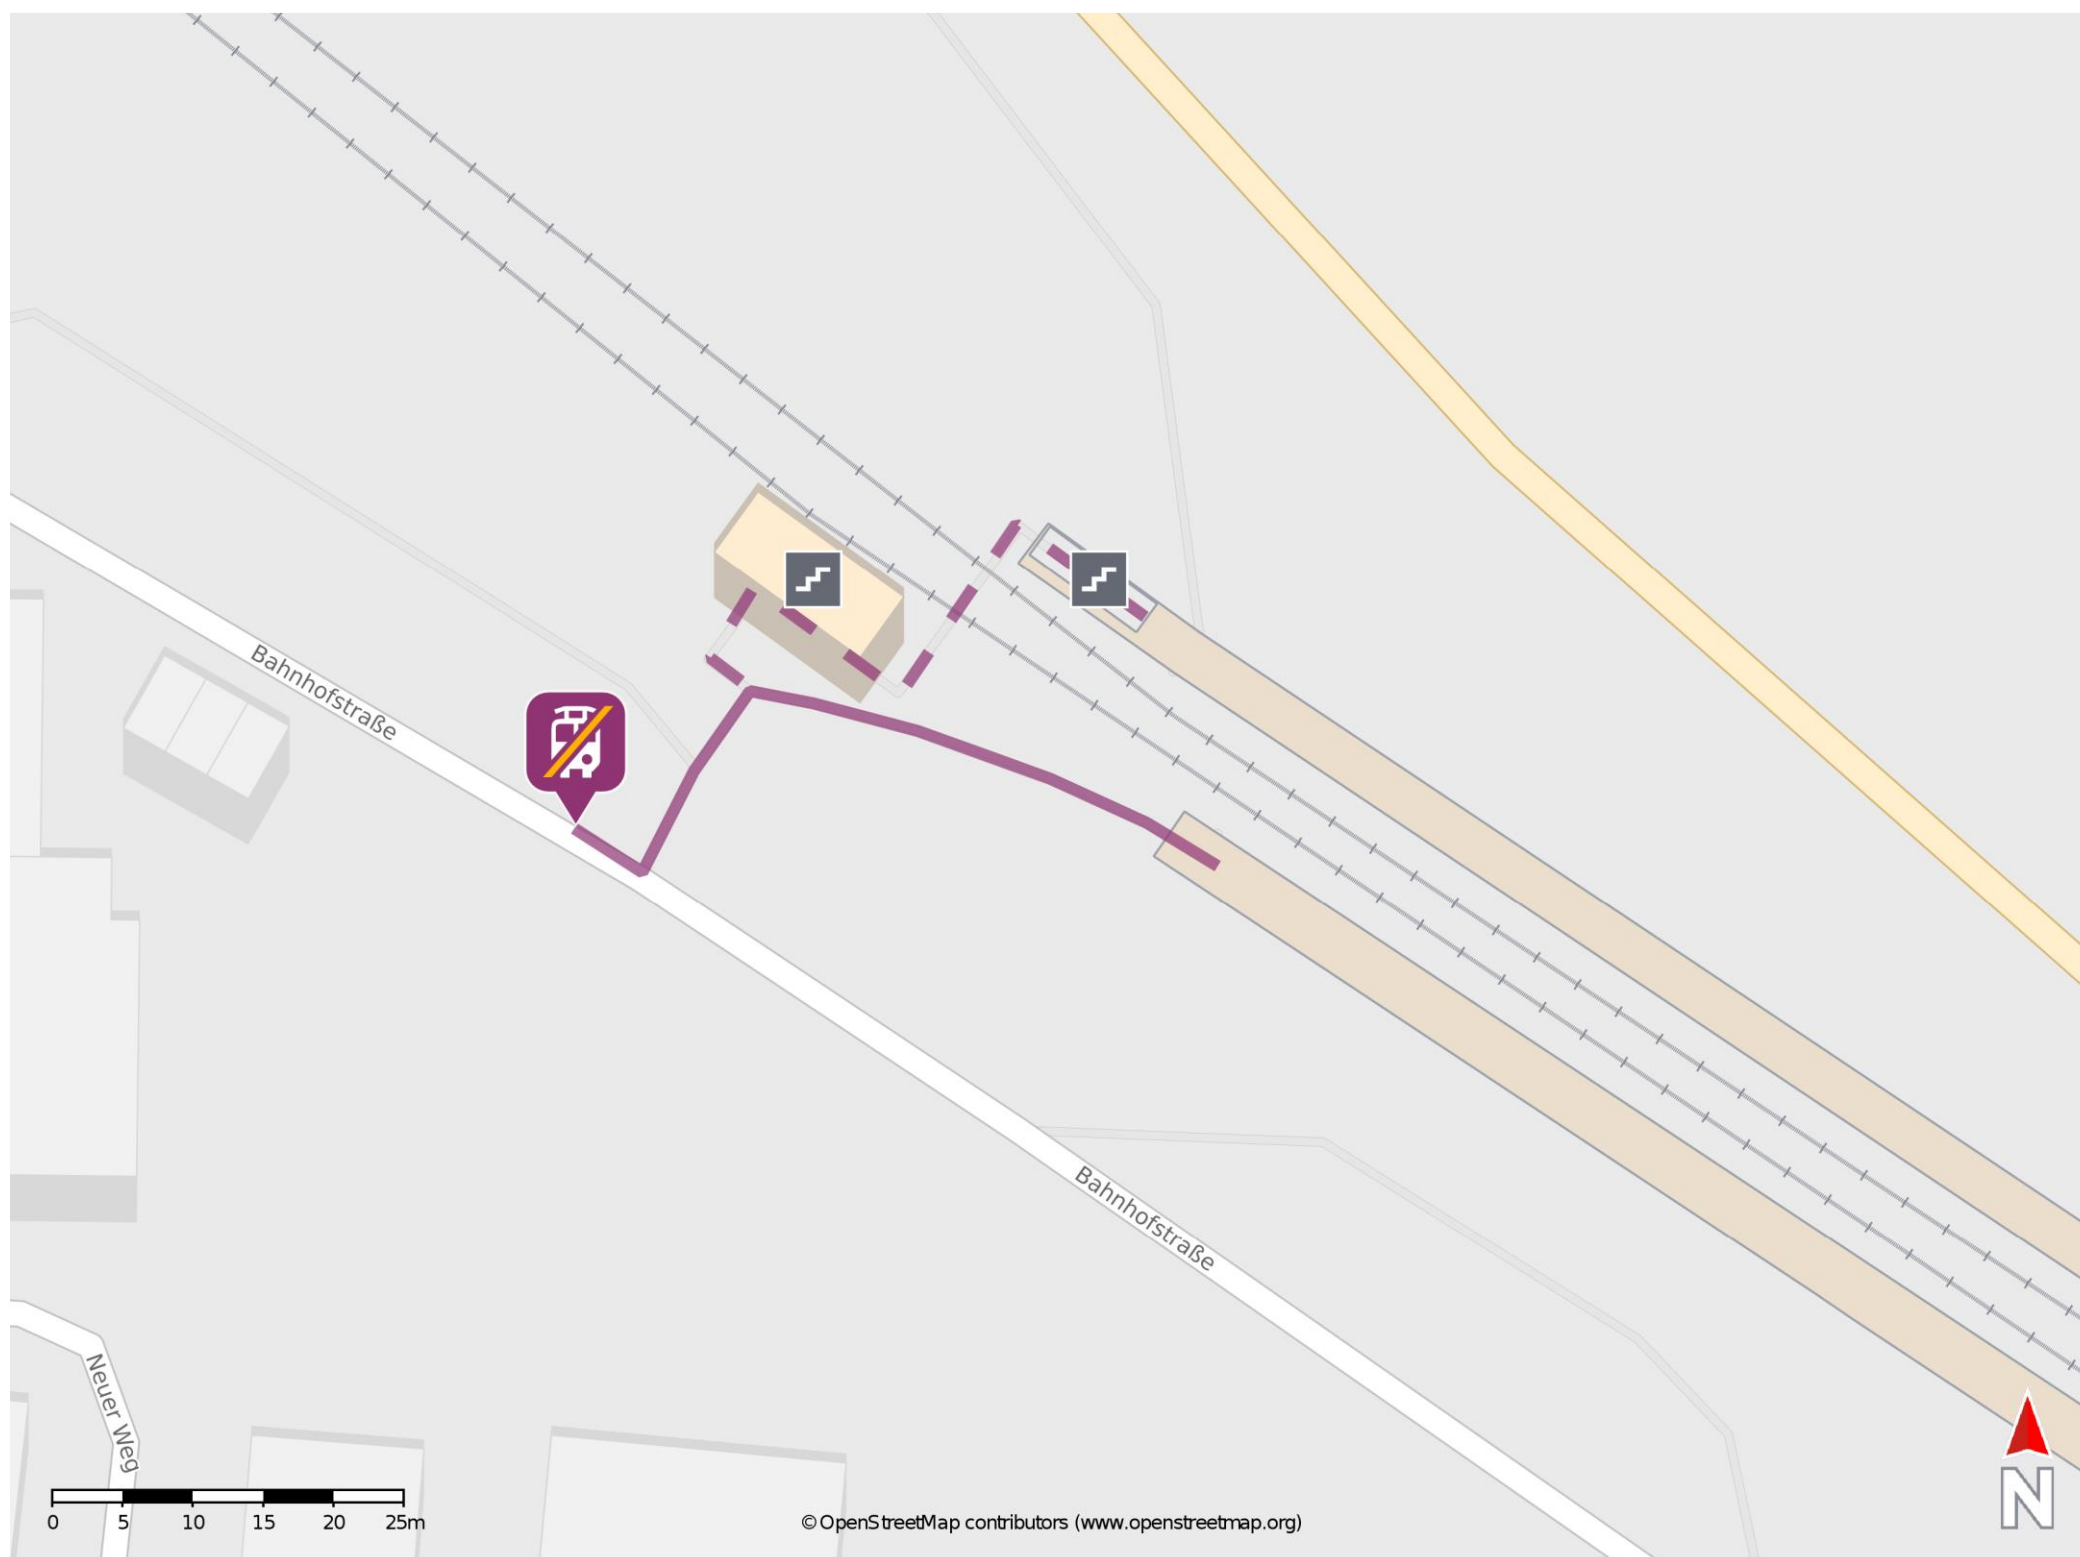 Bahnhofstraße
Bahnhofstraße
Neuer Weg
0 5 10 15 20 25m
© OpenStreetMap contributors (www.openstreetmap.org)
N